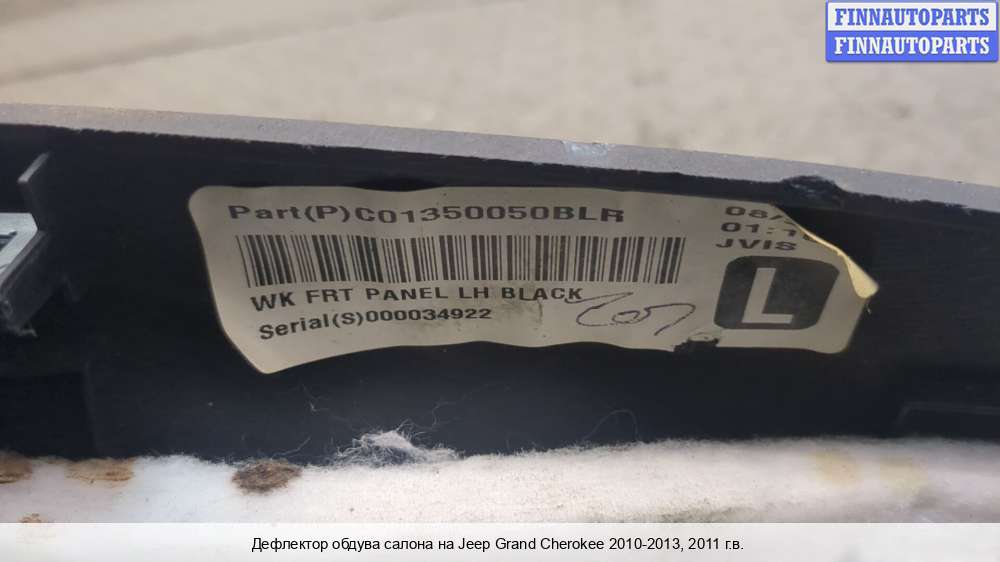 FINNAUTOPARTS
FINNAUTOPARTS
Part(P)C01350050BLR
08/
01:1
JVIS
L
WK FRT PANEL LH BLACK
Serial(S)000034922
Дефлектор обдува салона на Jeep Grand Cherokee 2010-2013, 2011 г.в.